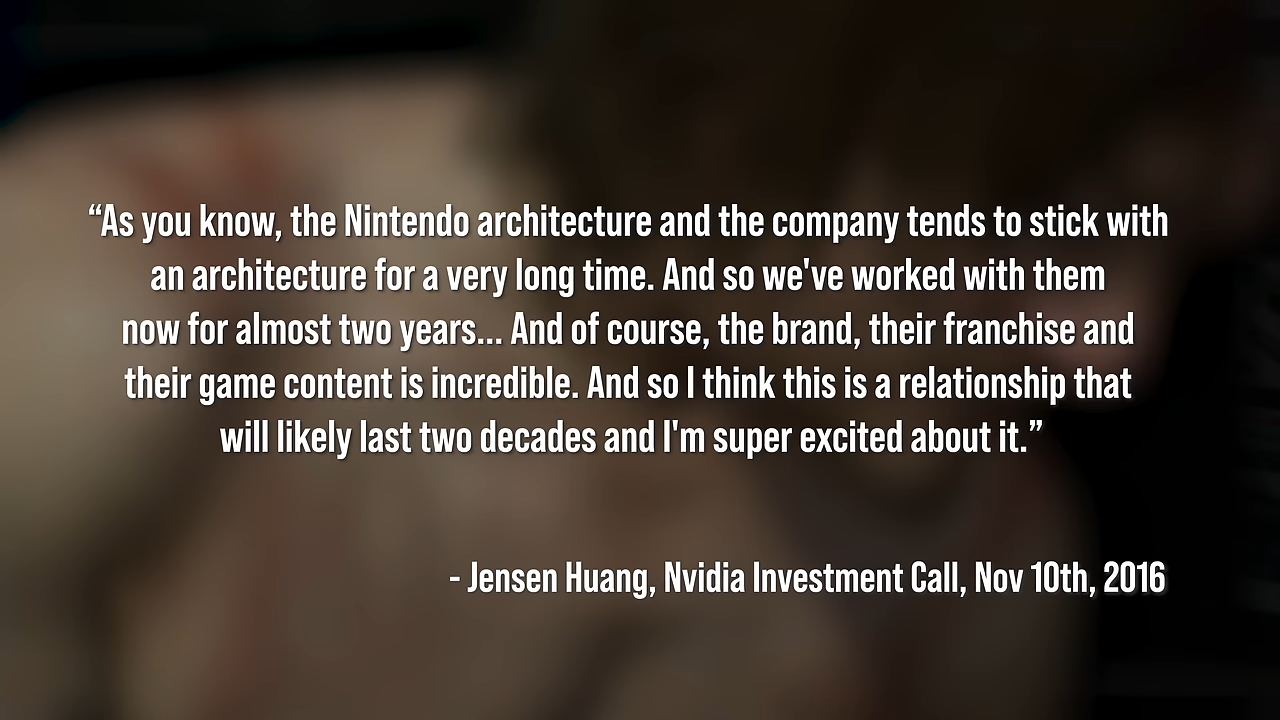 “As you know, the Nintendo architecture and the company tends to stick with
an architecture for a very long time. And so we've worked with them
now for almost two years... And of course, the brand, their franchise and
their game content is incredible. And so I think this is a relationship that
will likely last two decades and I'm super excited about it.”
- Jensen Huang, Nvidia Investment Call, Nov 10th, 2016